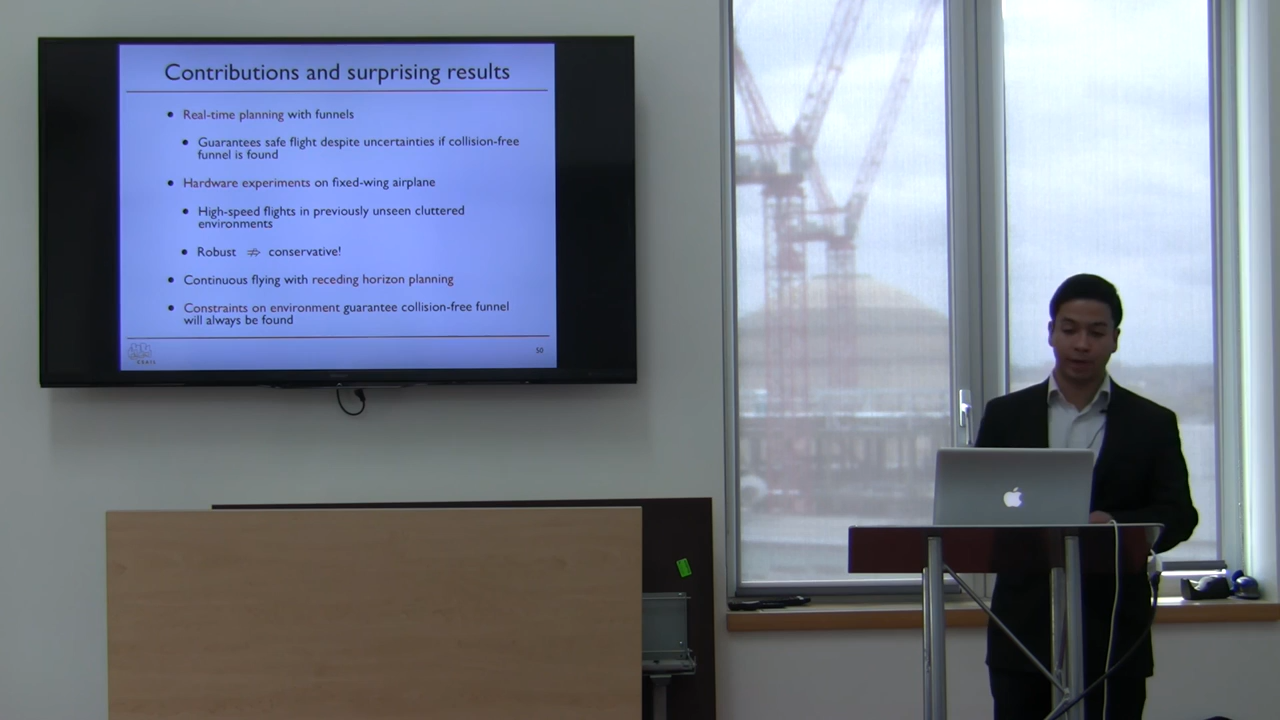 Contributions and surprising results
• Real-time planning with funnels
• Guarantees safe flight despite uncertainties if collision-free
funnel is found
• Hardware experiments on fixed-wing airplane
• High-speed flights in previously unseen cluttered
environments
• Robust ⇏ conservative!
• Continuous flying with receding horizon planning
• Constraints on environment guarantee collision-free funnel
will always be found
50